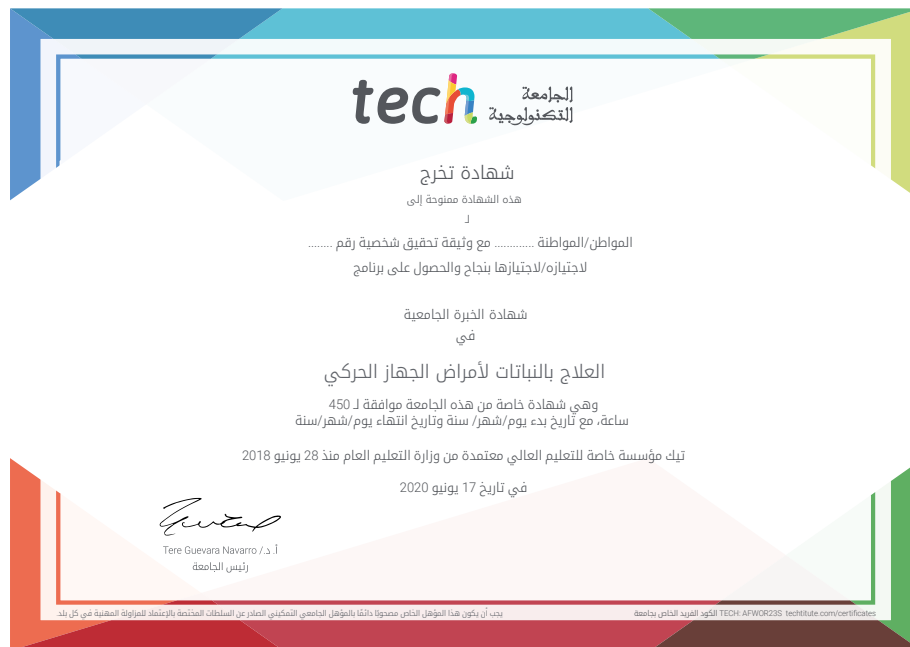 tech
الجامعة
التكنولوجية
شهادة تخرج
هذه الشهادة ممنوحة إلى
لـ
المواطن/المواطنة ............. مع وثيقة تحقيق شخصية رقم ........
لاجتيازه/لاجتيازها بنجاح والحصول على برنامج
شهادة الخبرة الجامعية
في
العلاج بالنباتات لأمراض الجهاز الحركي
وهي شهادة خاصة من هذه الجامعة موافقة لـ 450
ساعة، مع تاريخ بدء يوم/شهر/ سنة وتاريخ انتهاء يوم/شهر/سنة
تيك مؤسسة خاصة للتعليم العالي معتمدة من وزارة التعليم العام منذ 28 يونيو 2018
في تاريخ 17 يونيو 2020
أ. د./ Tere Guevara Navarro
رئيس الجامعة
الكود الفريد الخاص بجامعة TECH: AFWOR23S techtitute.com/certificates
يجب أن يكون هذا المؤهل الخاص مصحوبًا دائمًا بالمؤهل الجامعي التمكيني الصادر عن السلطات المختصة بالإعتماد للمزاولة المهنية في كل بلد.